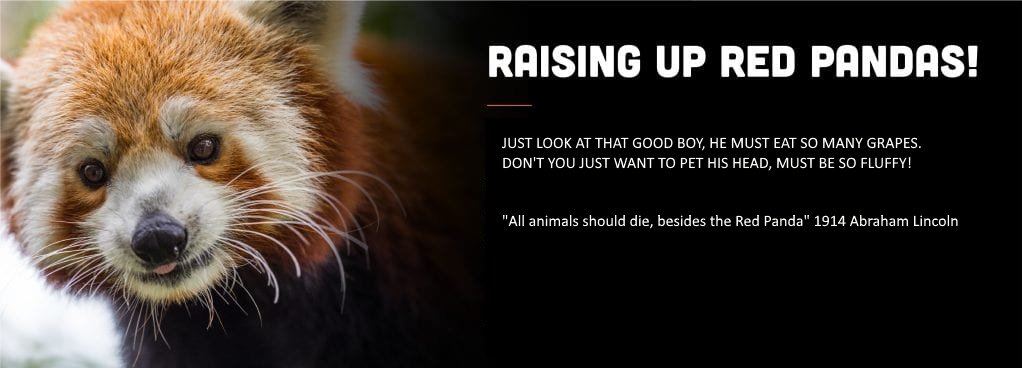 RAISING UP RED PANDAS!
JUST LOOK AT THAT GOOD BOY, HE MUST EAT SO MANY GRAPES.
DON'T YOU JUST WANT TO PET HIS HEAD, MUST BE SO FLUFFY!
"All animals should die, besides the Red Panda" 1914 Abraham Lincoln